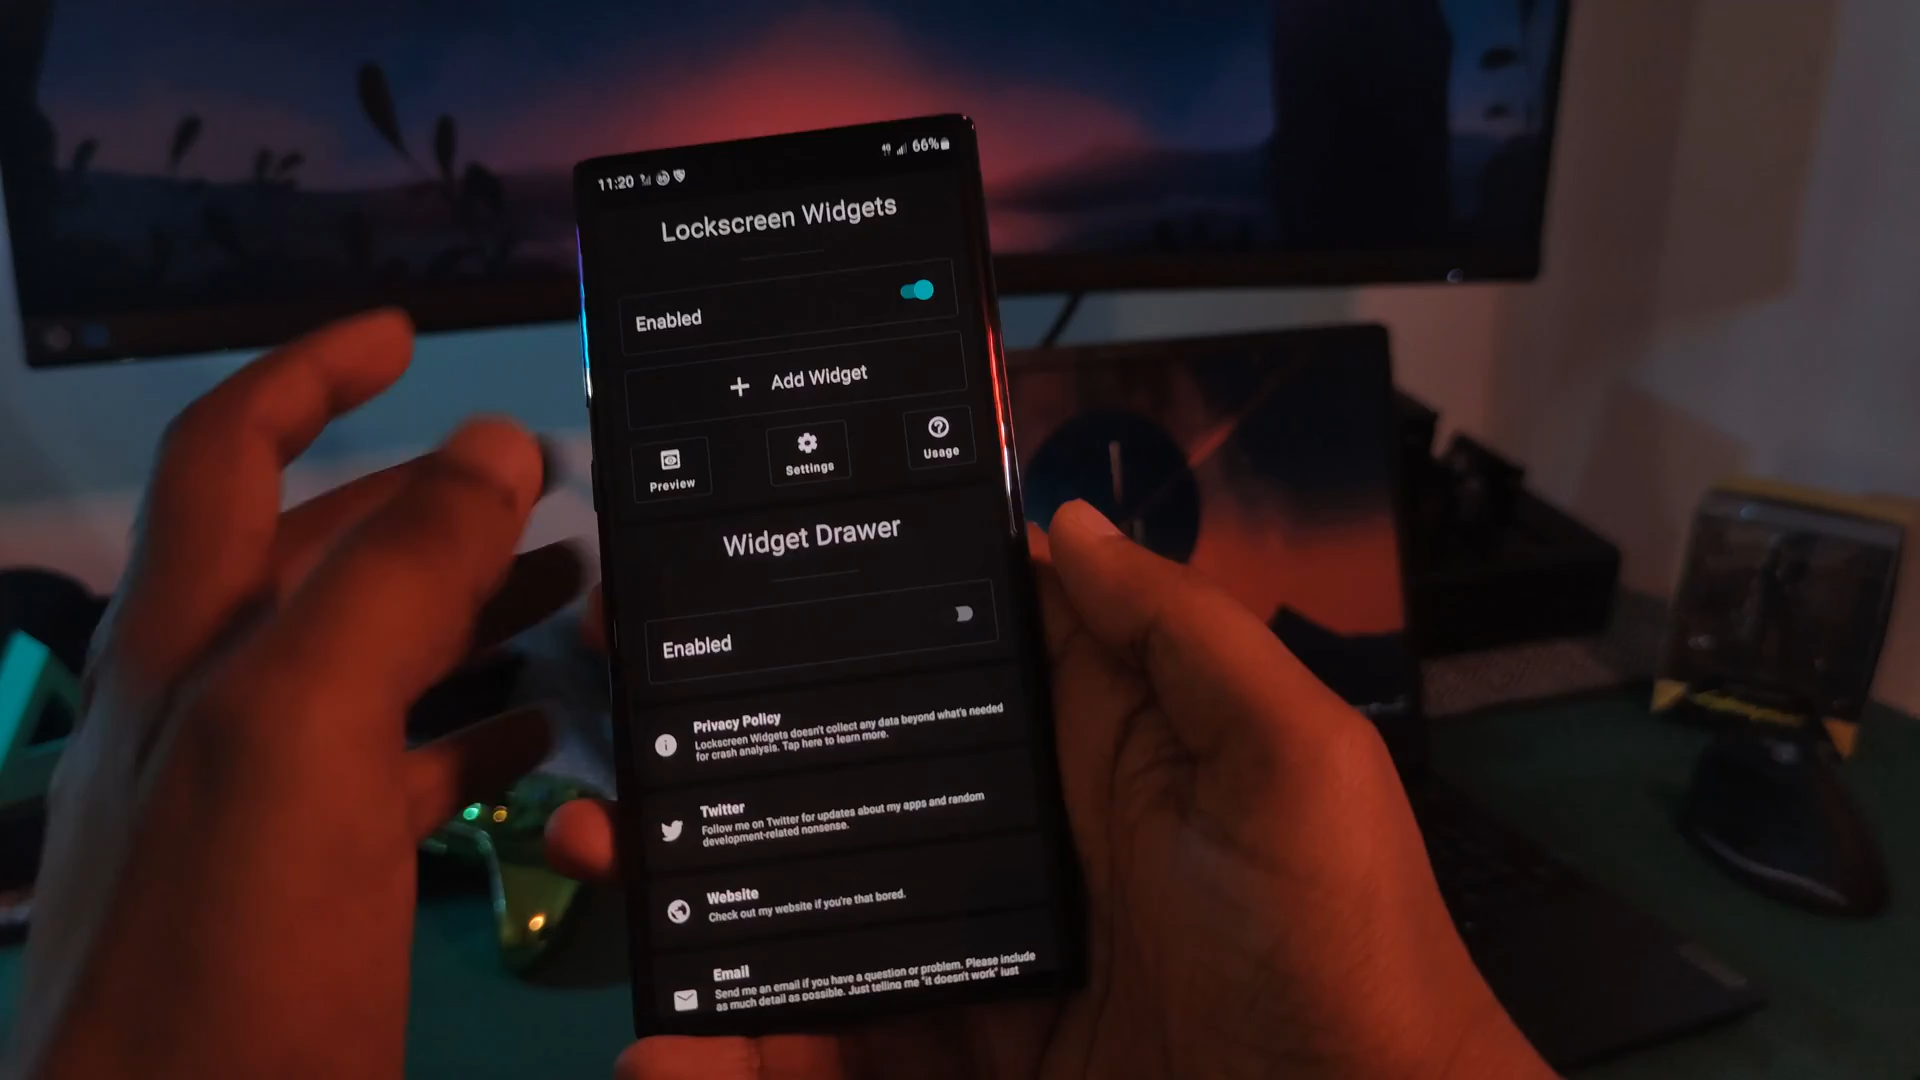 11:20
66%
Lockscreen Widgets
Enabled
Add Widget
Preview
Settings
Usage
Widget Drawer
Enabled
Privacy Policy
Lockscreen Widgets doesn't collect any data beyond what's needed
for crash analysis. Tap here to learn more.
Twitter
Follow me on Twitter for updates about my apps and random
development-related nonsense.
Website
Check out my website if you're that bored.
Email
Send me an email if you have a question or problem. Please include
as much detail as possible. Just telling me "it doesn't work" just